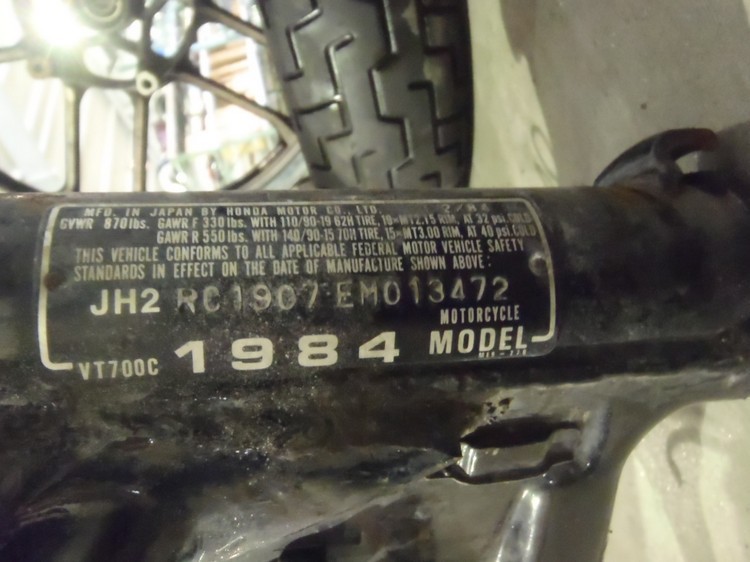 MFD. IN JAPAN BY HONDA MOTOR CO., LTD. 2/84
GVWR 870lbs. GAWR F 330lbs. WITH 110/90-19 62H TIRE, 19×MT2.15 RIM, AT 32 psi.COLD
GAWR R 550lbs. WITH 140/90-15 70H TIRE, 15×MT3.00 RIM, AT 40 psi.COLD
THIS VEHICLE CONFORMS TO ALL APPLICABLE FEDERAL MOTOR VEHICLE SAFETY
STANDARDS IN EFFECT ON THE DATE OF MANUFACTURE SHOWN ABOVE:
JH2 RC1907 EM013472
MOTORCYCLE
VT700C 1984 MODEL